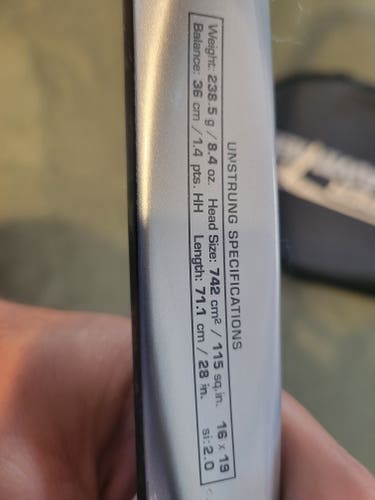 UNSTRUNG SPECIFICATIONS
Weight: 238.5 g / 8.4 oz. Head Size: 742 cm² / 115 sq.in. 16 x 19
Balance: 36 cm / 1.4 pts. HH Length: 71.1 cm / 28 in. si: 2.0